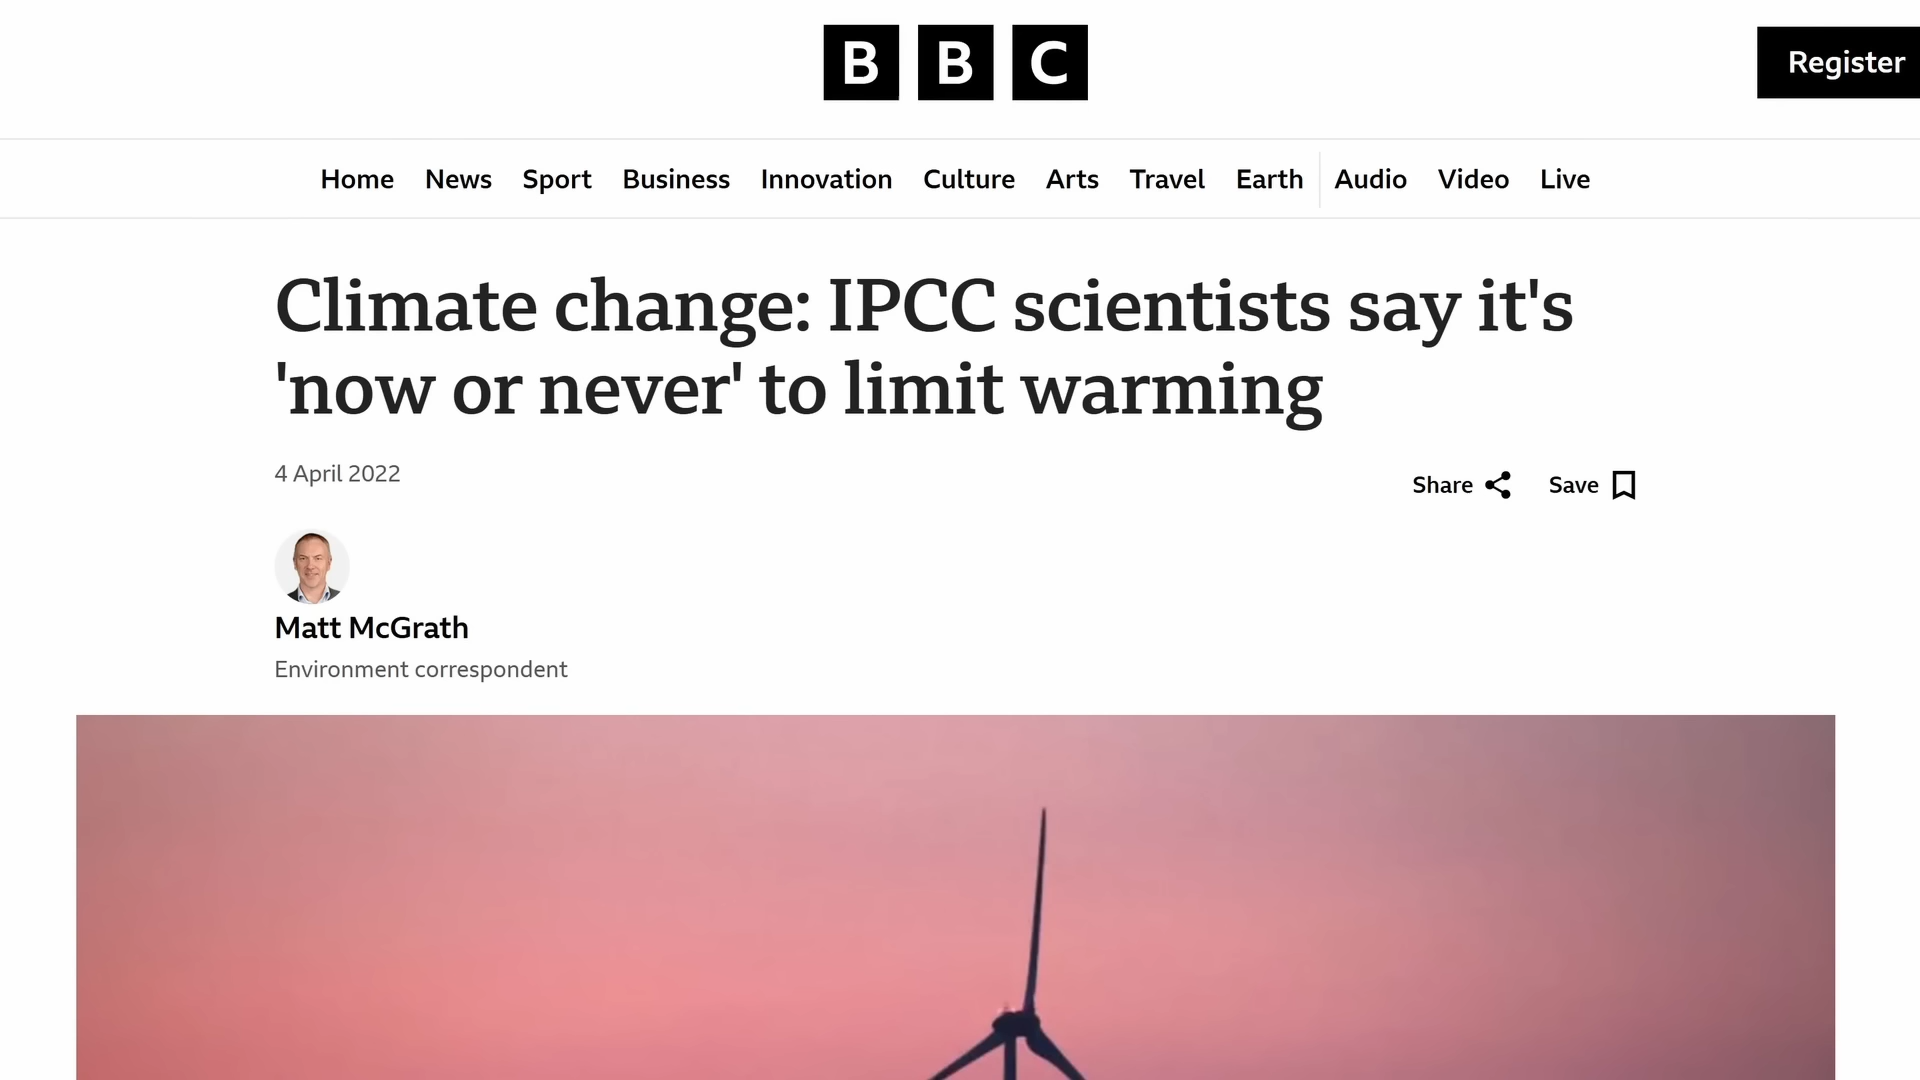 BBC
Register
Home News Sport Business Innovation Culture Arts Travel Earth Audio Video Live
Climate change: IPCC scientists say it's
'now or never' to limit warming
4 April 2022
Share Save
Matt McGrath
Environment correspondent